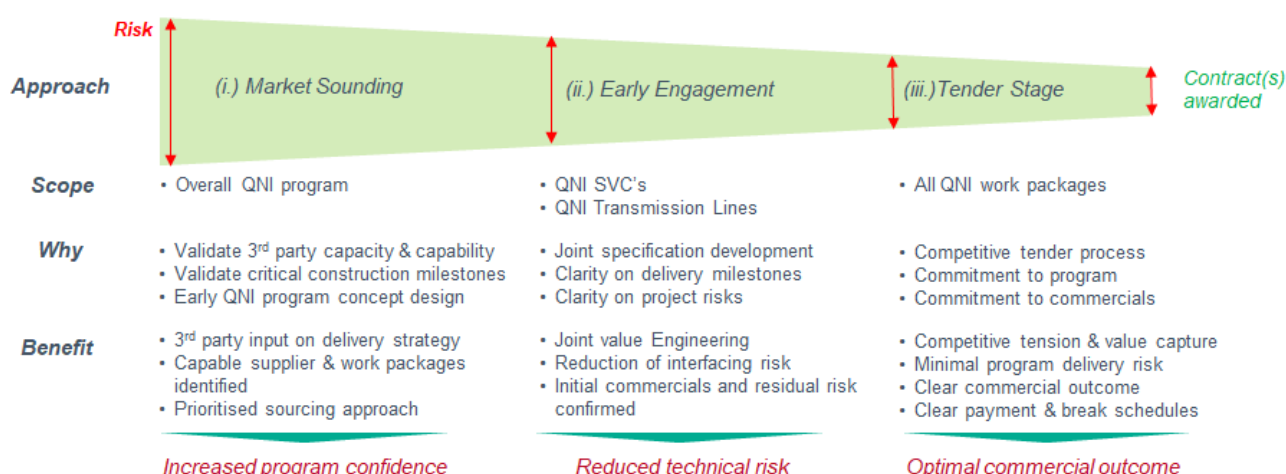 Risk
Approach
(i.) Market Sounding
(ii.) Early Engagement
(iii.)Tender Stage
Contract(s)
awarded
Scope
• Overall QNI program
• QNI SVC's
• QNI Transmission Lines
• All QNI work packages
Why
• Validate 3rd party capacity & capability
• Validate critical construction milestones
• Early QNI program concept design
• Joint specification development
• Clarity on delivery milestones
• Clarity on project risks
• Competitive tender process
• Commitment to program
• Commitment to commercials
Benefit
• 3rd party input on delivery strategy
• Capable supplier & work packages
identified
• Prioritised sourcing approach
• Joint value Engineering
• Reduction of interfacing risk
• Initial commercials and residual risk
confirmed
• Competitive tension & value capture
• Minimal program delivery risk
• Clear commercial outcome
• Clear payment & break schedules
Increased program confidence
Reduced technical risk
Optimal commercial outcome